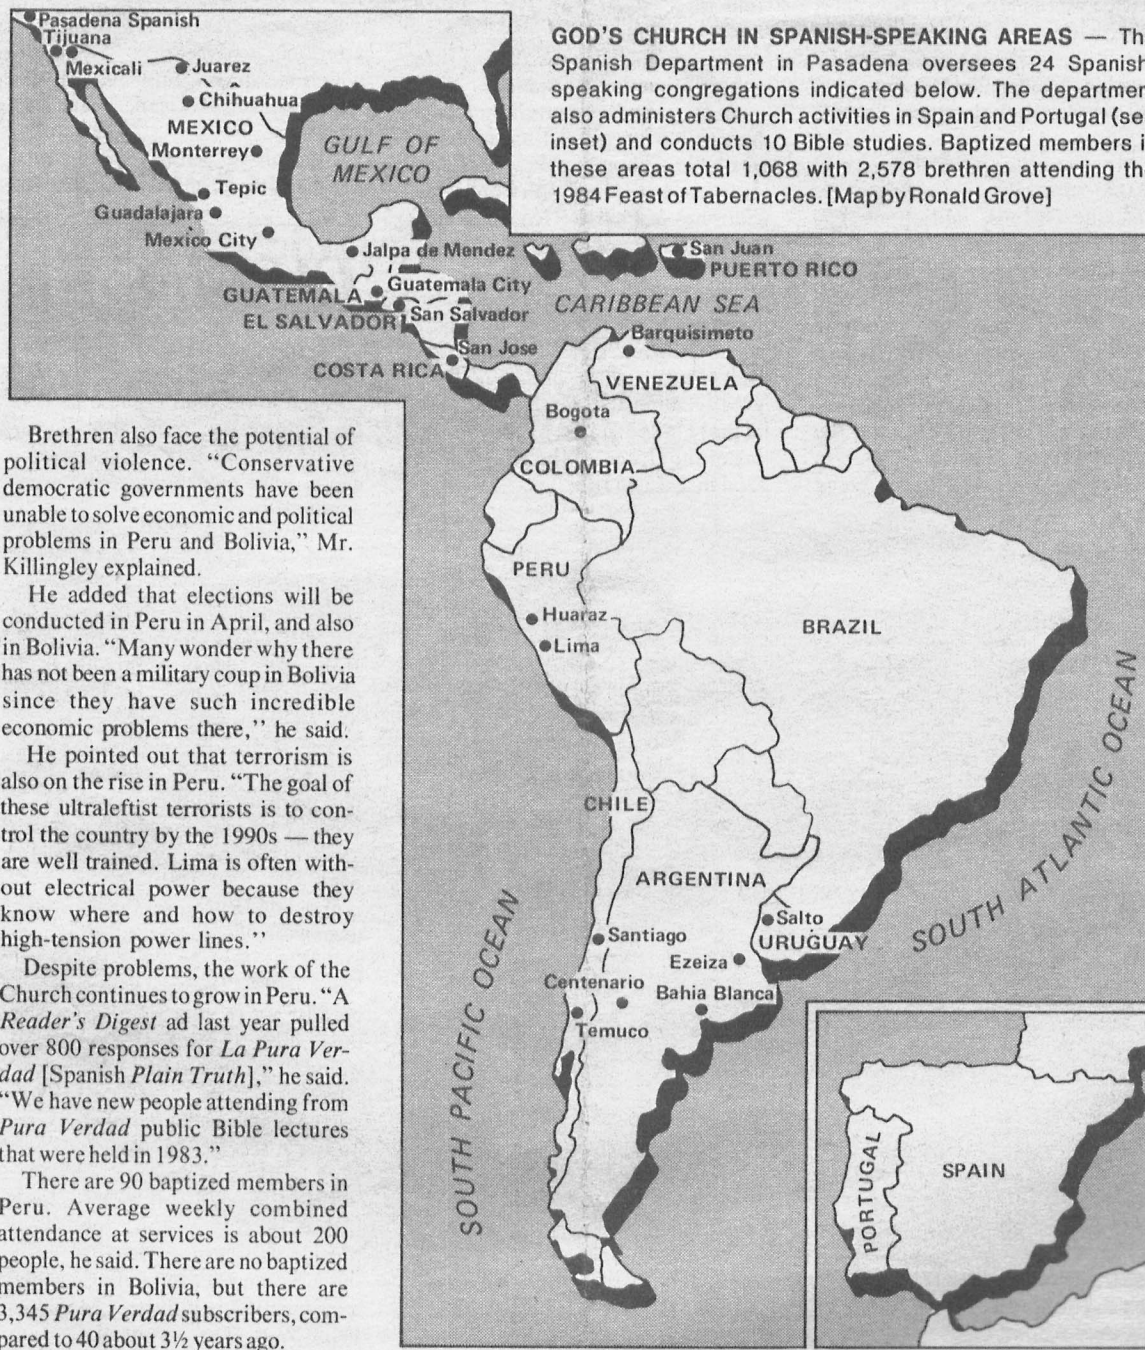 GOD'S CHURCH IN SPANISH-SPEAKING AREAS — Th
Spanish Department in Pasadena oversees 24 Spanish
speaking congregations indicated below. The departmen
also administers Church activities in Spain and Portugal (se
inset) and conducts 10 Bible studies. Baptized members i
these areas total 1,068 with 2,578 brethren attending th
1984 Feast of Tabernacles. [Map by Ronald Grove]
Pasadena Spanish
Tijuana
Mexicali
Juarez
Chihuahua
MEXICO
Monterrey
GULF OF
MEXICO
Tepic
Guadalajara
Mexico City
Jalpa de Mendez
San Juan
PUERTO RICO
Guatemala City
GUATEMALA
CARIBBEAN SEA
San Salvador
EL SALVADOR
San Jose
COSTA RICA
Barquisimeto
VENEZUELA
Bogota
COLOMBIA
PERU
Huaraz
Lima
BRAZIL
CHILE
ARGENTINA
Salto
URUGUAY
Santiago
Ezeiza
Centenario
Bahia Blanca
Temuco
SOUTH PACIFIC OCEAN
SOUTH ATLANTIC OCEAN
PORTUGAL
SPAIN
Brethren also face the potential of
political violence. “Conservative
democratic governments have been
unable to solve economic and political
problems in Peru and Bolivia,” Mr.
Killingley explained.
He added that elections will be
conducted in Peru in April, and also
in Bolivia. “Many wonder why there
has not been a military coup in Bolivia
since they have such incredible
economic problems there,” he said.
He pointed out that terrorism is
also on the rise in Peru. “The goal of
these ultraleftist terrorists is to con-
trol the country by the 1990s — they
are well trained. Lima is often with-
out electrical power because they
know where and how to destroy
high-tension power lines.”
Despite problems, the work of the
Church continues to grow in Peru. “A
Reader's Digest ad last year pulled
over 800 responses for La Pura Ver-
dad [Spanish Plain Truth],” he said.
“We have new people attending from
Pura Verdad public Bible lectures
that were held in 1983.”
There are 90 baptized members in
Peru. Average weekly combined
attendance at services is about 200
people, he said. There are no baptized
members in Bolivia, but there are
3,345 Pura Verdad subscribers, com-
pared to 40 about 3½ years ago.